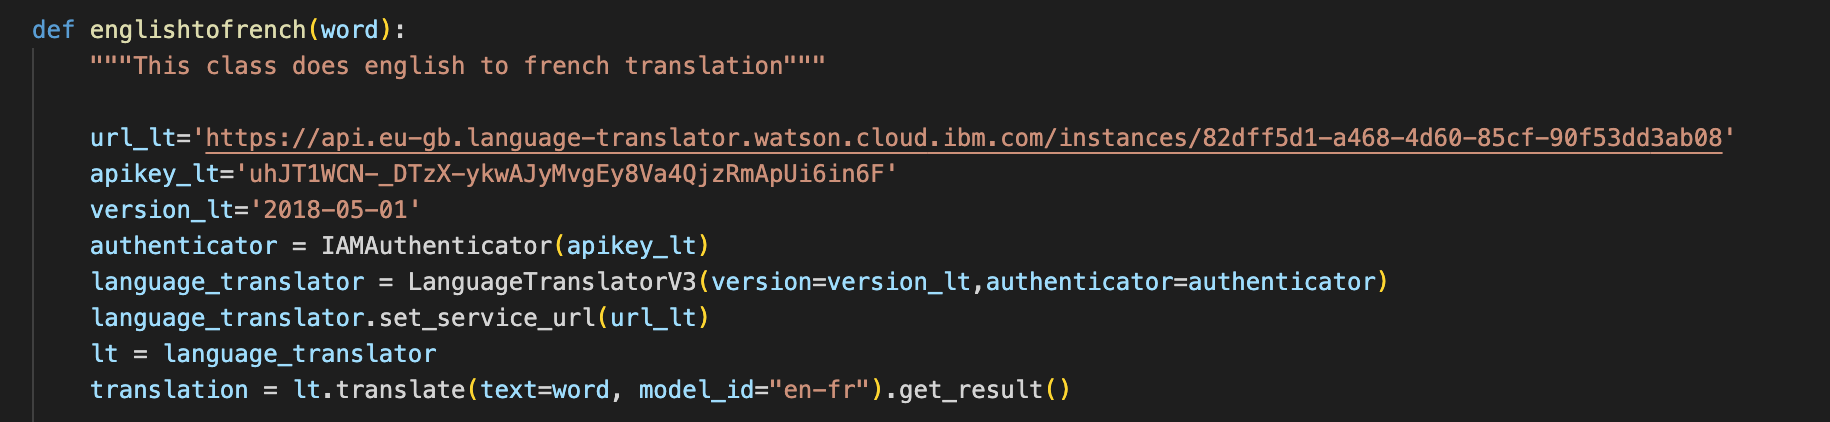 def englishtofrench(word):
"""This class does english to french translation"""
url_lt='https://api.eu-gb.language-translator.watson.cloud.ibm.com/instances/82dff5d1-a468-4d60-85cf-90f53dd3ab08'
apikey_lt='uhJT1WCN-_DTzX-ykwAJyMvgEy8Va4QjzRmApUi6in6F'
version_lt='2018-05-01'
authenticator = IAMAuthenticator(apikey_lt)
language_translator = LanguageTranslatorV3(version=version_lt,authenticator=authenticator)
language_translator.set_service_url(url_lt)
lt = language_translator
translation = lt.translate(text=word, model_id="en-fr").get_result()